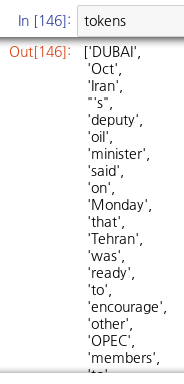 In [146]: tokens
Out[146]: ['DUBAI',
'Oct',
'Iran',
"'s",
'deputy',
'oil',
'minister',
'said',
'on',
'Monday',
'that',
'Tehran',
'was',
'ready',
'to',
'encourage',
'other',
'OPEC',
'members',